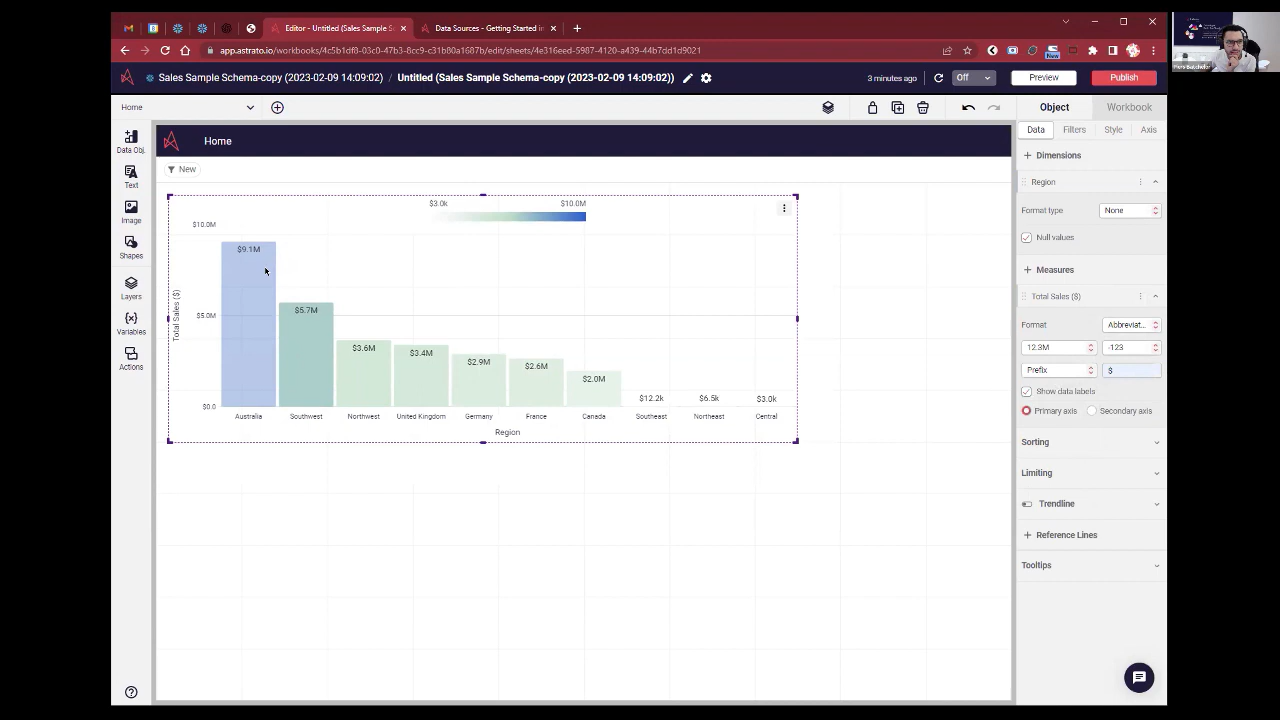 Editor - Untitled (Sales Sample S
Data Sources - Getting Started in
app.astrato.io/workbooks/4c5b1df8-03c0-47b3-8cc9-c31b80a1687b/edit/sheets/4e316eed-5987-4120-a439-44b7dd1d9021
New
Sales Sample Schema-copy (2023-02-09 14:09:02) / Untitled (Sales Sample Schema-copy (2023-02-09 14:09:02))
3 minutes ago
Off
Preview
Publish
Home
Object
Workbook
Data Obj.
Text
Image
Shapes
Layers
Variables
Actions
Home
New
$3.0k
$10.0M
Total Sales ($)
$10.0M
$5.0M
$0.0
$9.1M
$5.7M
$3.6M
$3.4M
$2.9M
$2.6M
$2.0M
$12.2k
$6.5k
$3.0k
Australia
Southwest
Northwest
United Kingdom
Germany
France
Canada
Southeast
Northeast
Central
Region
Data
Filters
Style
Axis
Dimensions
Region
Format type
None
Null values
Measures
Total Sales ($)
Format
Abbreviat...
12.3M
-123
Prefix
$
Show data labels
Primary axis
Secondary axis
Sorting
Limiting
Trendline
Reference Lines
Tooltips
Piers Batchelor